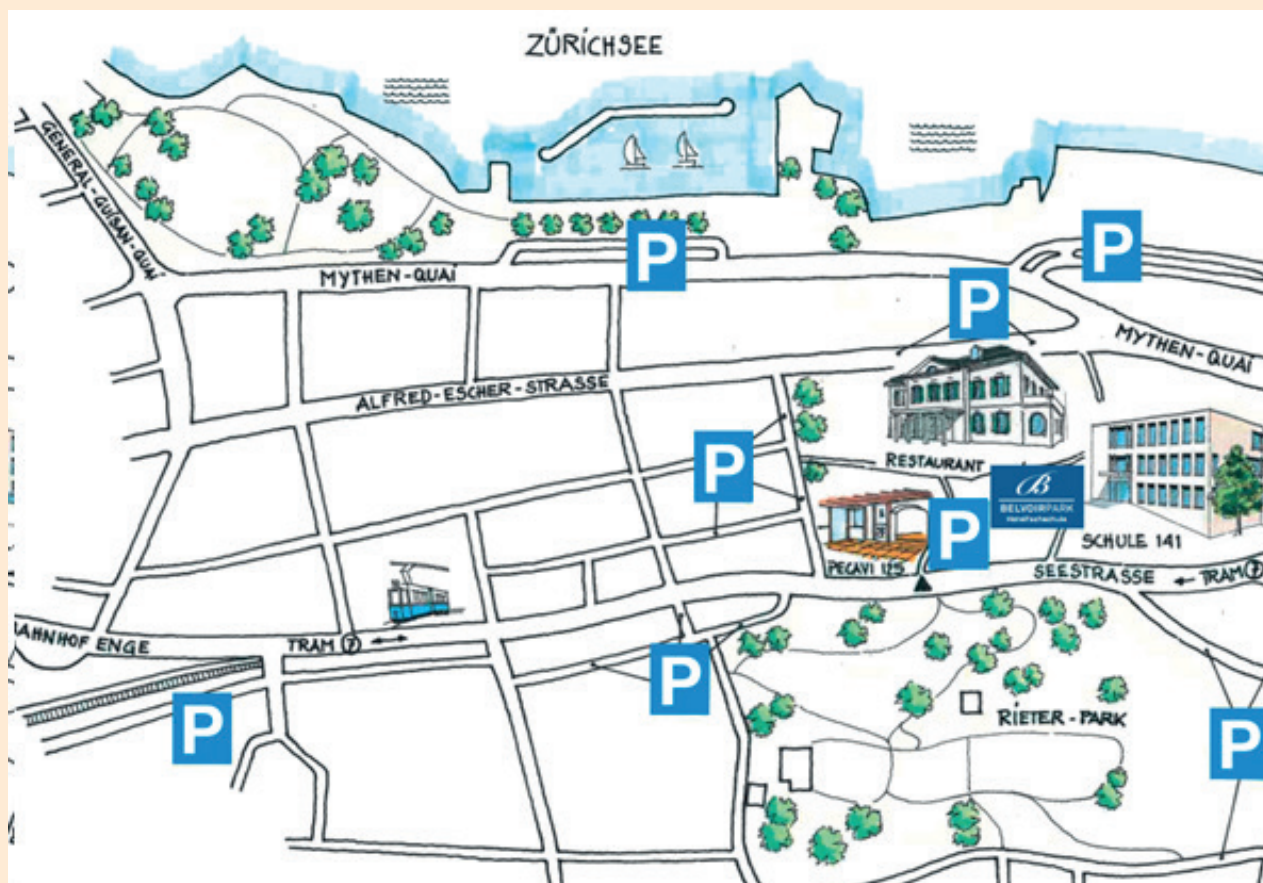 ZÜRICHSEE
GENERAL-GUISAN-QUAI
MYTHEN-QUAI
P
P
P
MYTHEN-QUAI
ALFRED-ESCHER-STRASSE
P
RESTAURANT
B
BELVOIRPARK
P
SCHULE 141
PECAVI 125
SEESTRASSE ← TRAM 7
BAHNHOF ENGE
TRAM 7 ↔
P
P
RIETER-PARK
P